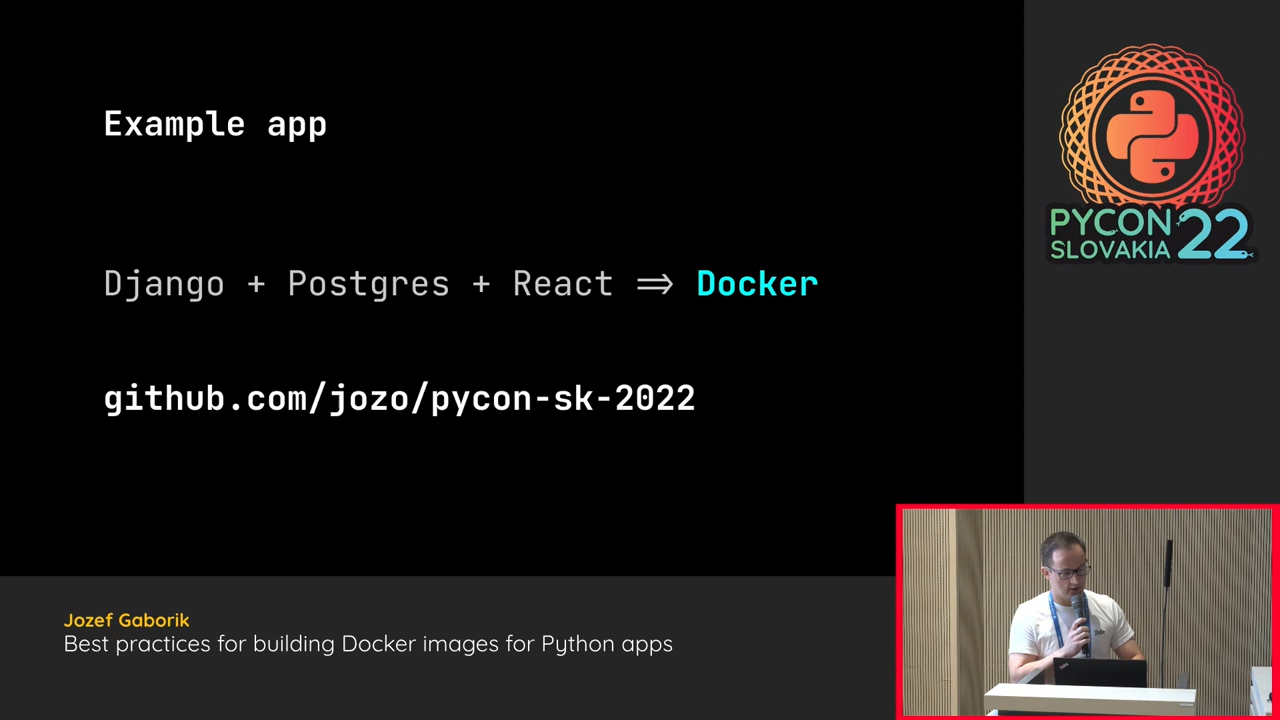 Example app
Django + Postgres + React ⇒ Docker
github.com/jozo/pycon-sk-2022
PYCON
SLOVAKIA
22
Jozef Gaborik
Best practices for building Docker images for Python apps